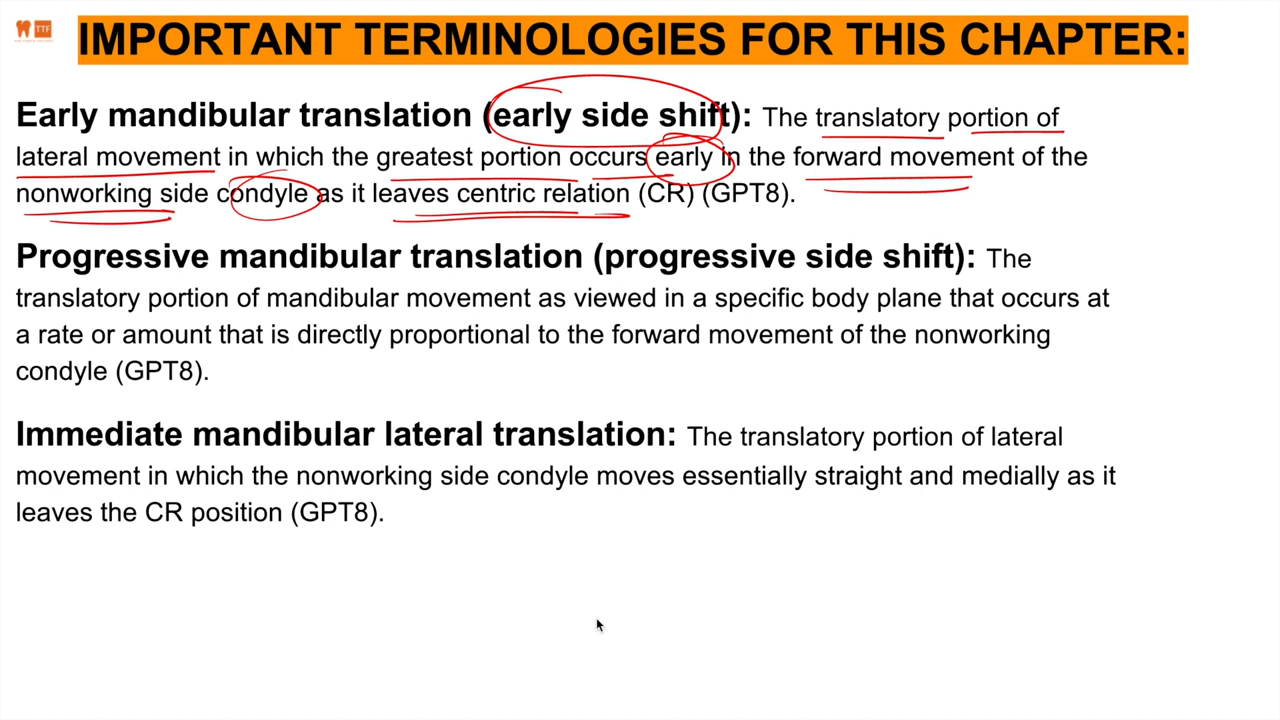 TTF
IMPORTANT TERMINOLOGIES FOR THIS CHAPTER:
Early mandibular translation (early side shift): The translatory portion of
lateral movement in which the greatest portion occurs early in the forward movement of the
nonworking side condyle as it leaves centric relation (CR) (GPT8).
Progressive mandibular translation (progressive side shift): The
translatory portion of mandibular movement as viewed in a specific body plane that occurs at
a rate or amount that is directly proportional to the forward movement of the nonworking
condyle (GPT8).
Immediate mandibular lateral translation: The translatory portion of lateral
movement in which the nonworking side condyle moves essentially straight and medially as it
leaves the CR position (GPT8).